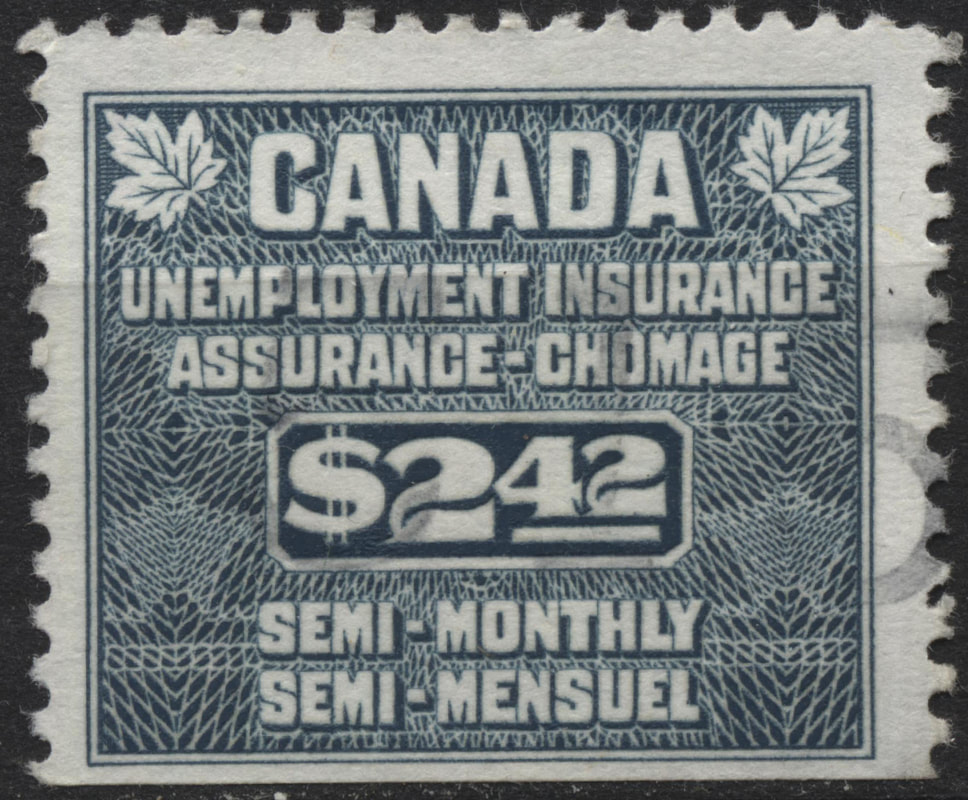 CANADA
UNEMPLOYMENT INSURANCE
ASSURANCE-CHOMAGE
$2.42
SEMI-MONTHLY
SEMI-MENSUEL